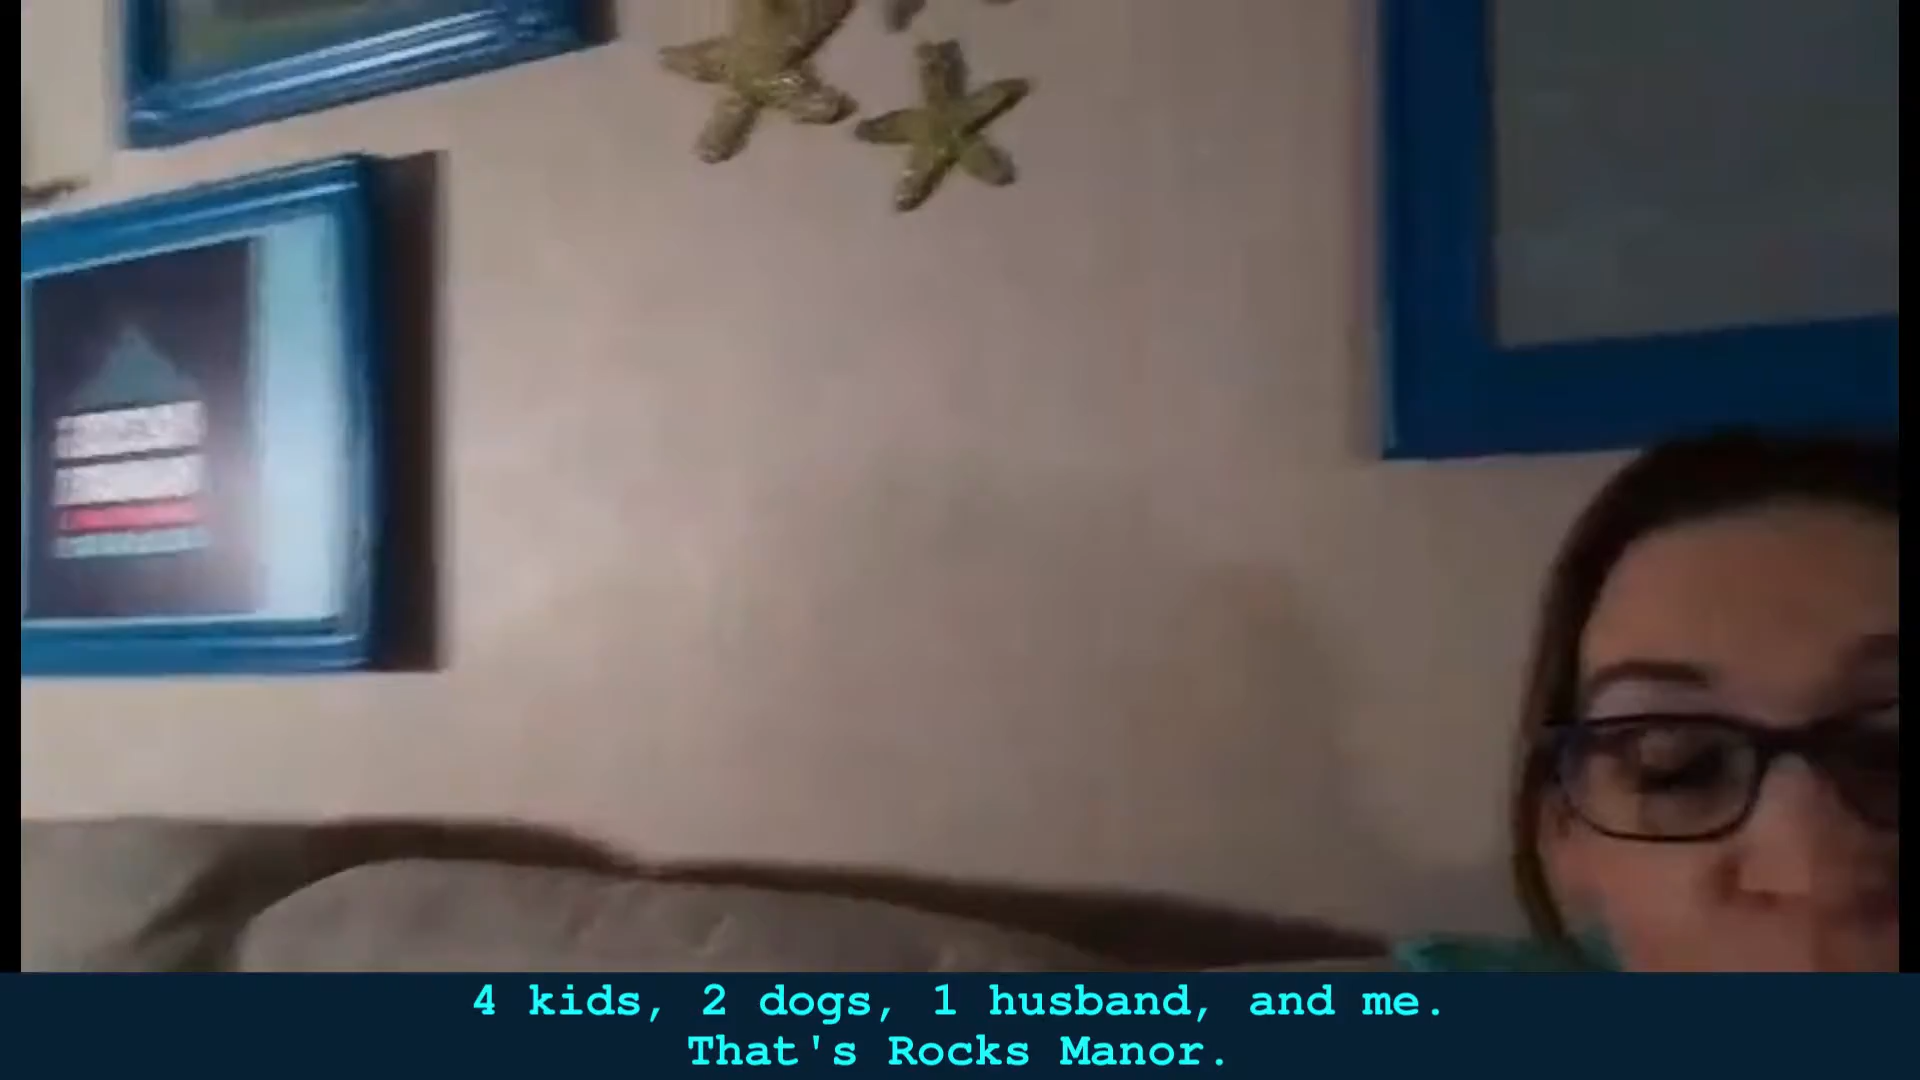 4 kids, 2 dogs, 1 husband, and me.
That's Rocks Manor.